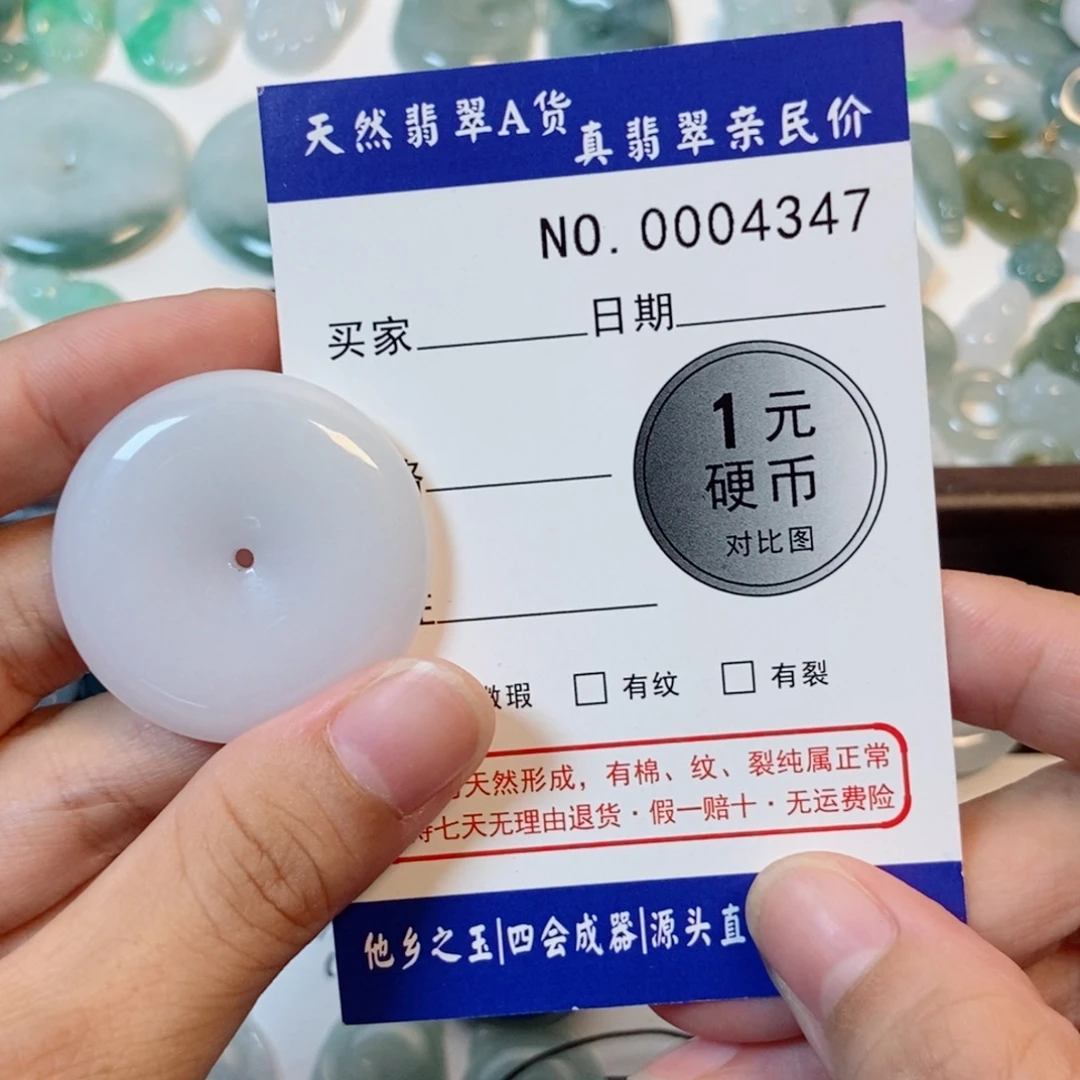 天然翡翠A货
真翡翠亲民价
NO. 0004347
买家 日期
1元
硬币
对比图
瑕 □ 有纹 □ 有裂
天然形成，有棉、纹、裂纯属正常
七天无理由退货·假一赔十·无运费险
他乡之玉|四会成器|源头直